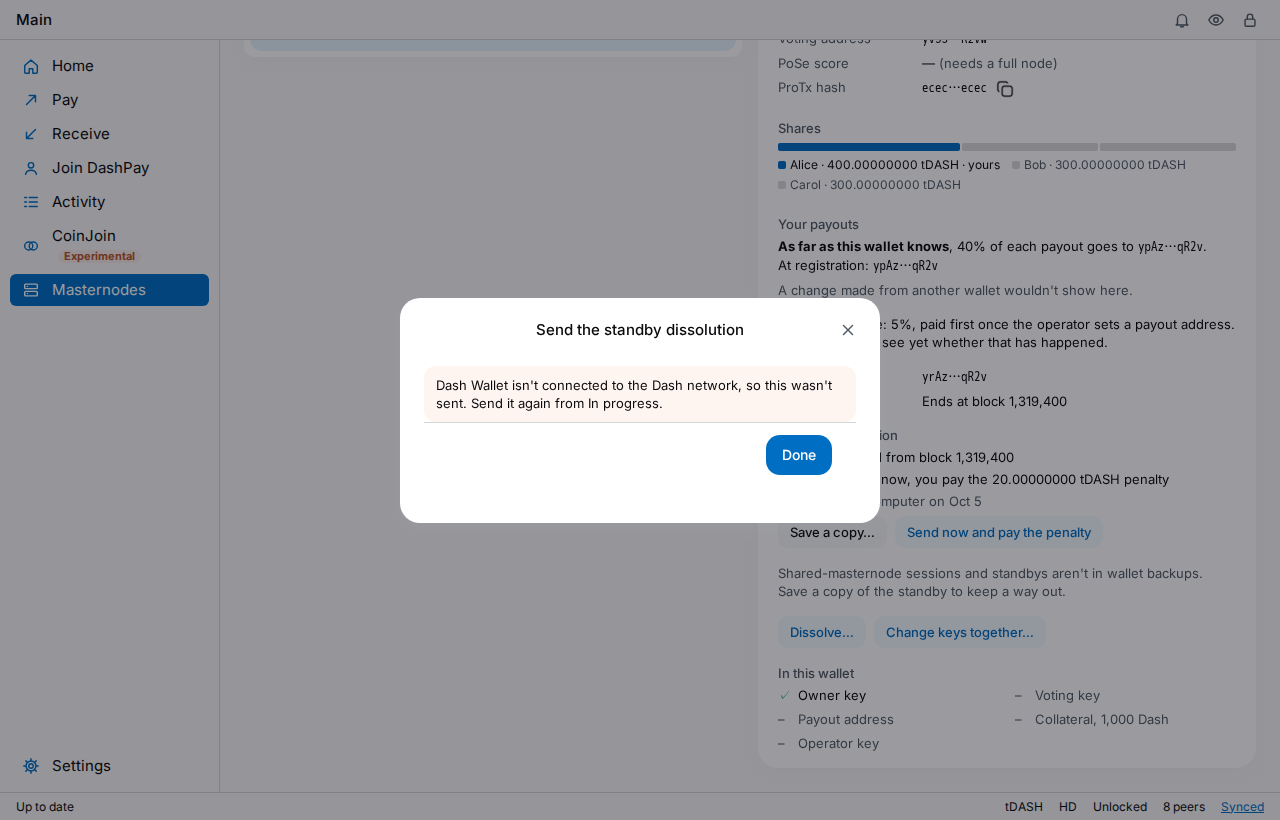 Main
Home
Pay
Receive
Join DashPay
Activity
CoinJoin
Experimental
Masternodes
Settings
PoSe score — (needs a full node)
ProTx hash ecec···ecec
Shares
Alice · 400.00000000 tDASH · yours Bob · 300.00000000 tDASH
Carol · 300.00000000 tDASH
Your payouts
As far as this wallet knows, 40% of each payout goes to ypAz···qR2v.
At registration: ypAz···qR2v
A change made from another wallet wouldn't show here.
: 5%, paid first once the operator sets a payout address.
see yet whether that has happened.
yrAz···qR2v
Ends at block 1,319,400
from block 1,319,400
now, you pay the 20.00000000 tDASH penalty
on Oct 5
Save a copy... Send now and pay the penalty
Shared-masternode sessions and standbys aren't in wallet backups.
Save a copy of the standby to keep a way out.
Dissolve... Change keys together...
In this wallet
✓ Owner key – Voting key
– Payout address – Collateral, 1,000 Dash
– Operator key
Send the standby dissolution
Dash Wallet isn't connected to the Dash network, so this wasn't
sent. Send it again from In progress.
Done
Up to date tDASH HD Unlocked 8 peers Synced